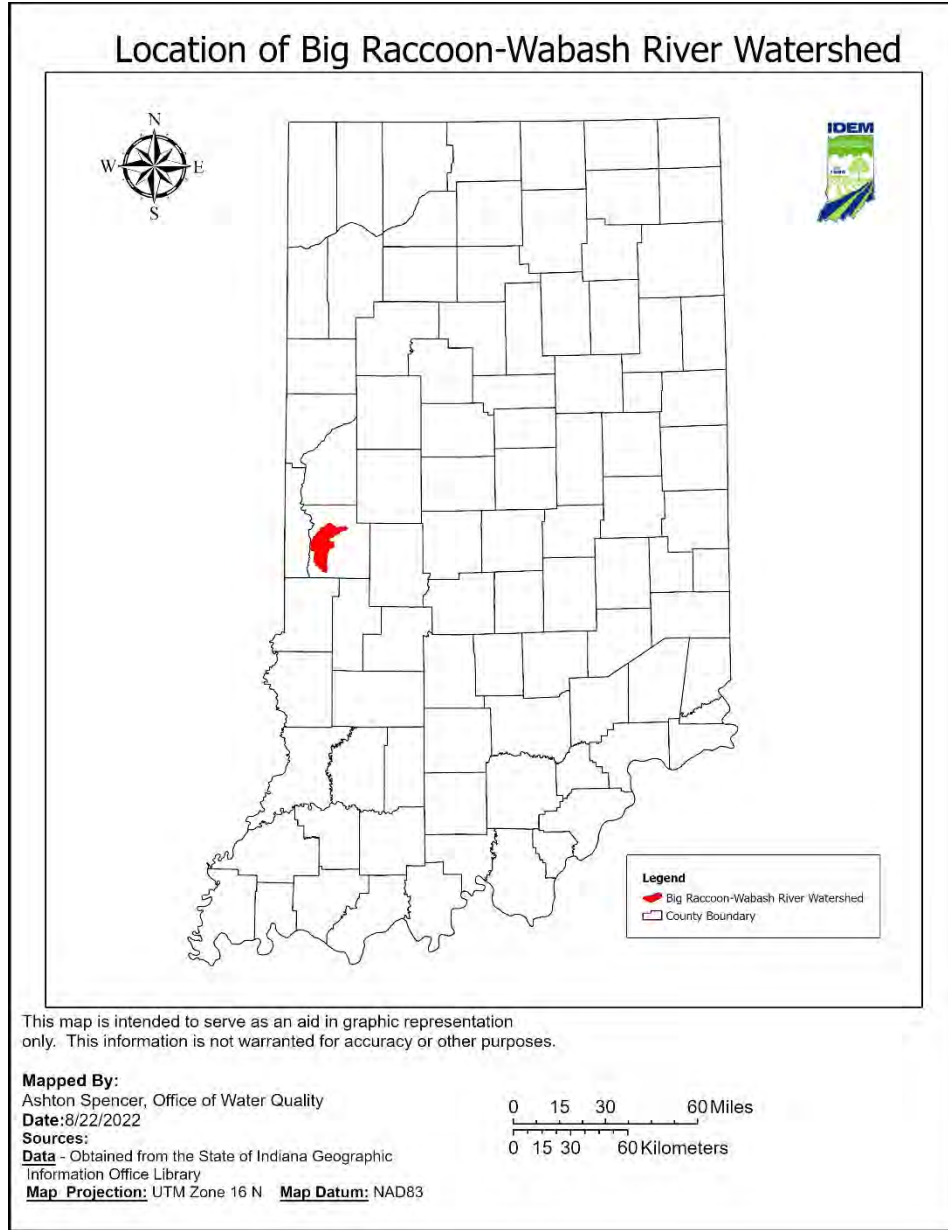 Location of Big Raccoon-Wabash River Watershed
N
W E
S
IDEM
Legend
Big Raccoon-Wabash River Watershed
County Boundary
This map is intended to serve as an aid in graphic representation
only. This information is not warranted for accuracy or other purposes.
Mapped By:
Ashton Spencer, Office of Water Quality
Date:8/22/2022
Sources:
Data - Obtained from the State of Indiana Geographic
Information Office Library
Map Projection: UTM Zone 16 N Map Datum: NAD83
0 15 30 60 Miles
0 15 30 60 Kilometers